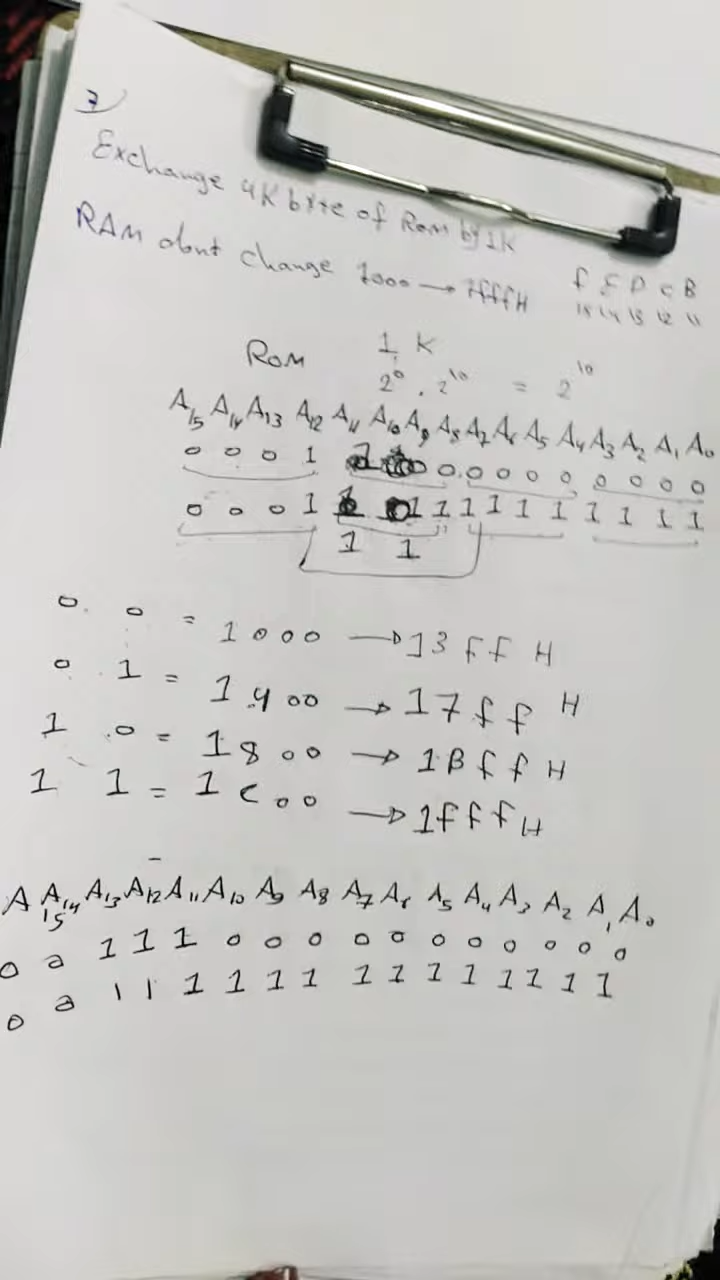 7
Exchange 4K byte of Rom by 1K
RAM dont change 1000 → 1fffH
f E D C B
15 14 13 12 11
Rom 1 K
2⁰ . 2¹⁰ = 2¹⁰
A₁₅ A₁₄ A₁₃ A₁₂ A₁₁ A₁₀ A₉ A₈ A₇ A₆ A₅ A₄ A₃ A₂ A₁ A₀
0 0 0 1 0 0 0 0 0 0 0 0 0 0
0 0 0 1 1 1 1 1 1 1 1 1 1 1
1 1
0 0 = 1000 → 13ffH
0 1 = 1400 → 17ffH
1 0 = 1800 → 1BffH
1 1 = 1C00 → 1fffH
A₁₅ A₁₄ A₁₃ A₁₂ A₁₁ A₁₀ A₉ A₈ A₇ A₆ A₅ A₄ A₃ A₂ A₁ A₀
0 0 1 1 1 0 0 0 0 0 0 0 0 0 0 0
0 0 1 1 1 1 1 1 1 1 1 1 1 1 1 1